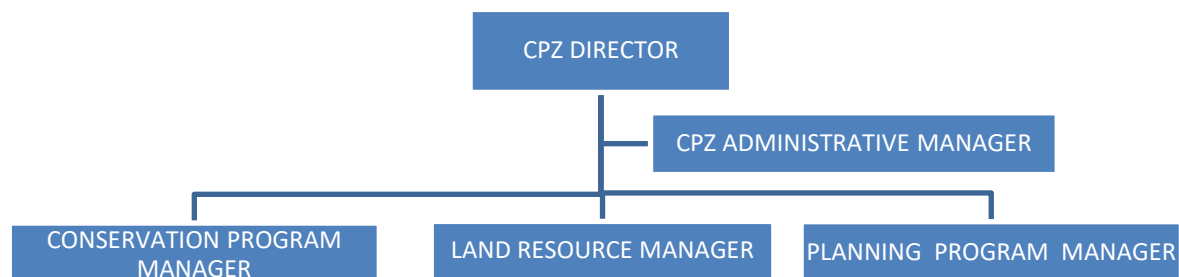 CPZ DIRECTOR
CPZ ADMINISTRATIVE MANAGER
CONSERVATION PROGRAM
MANAGER
LAND RESOURCE MANAGER
PLANNING PROGRAM MANAGER